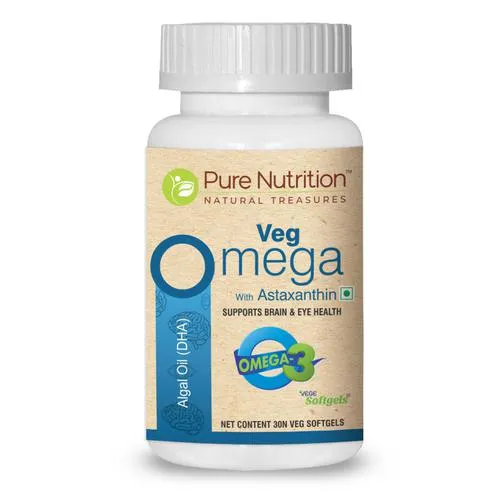 Pure Nutrition™
NATURAL TREASURES
Veg
Omega
With Astaxanthin
SUPPORTS BRAIN & EYE HEALTH
Algal Oil (DHA)
OMEGA-3
VEGE
Softgels®
NET CONTENT 30N VEG SOFTGELS